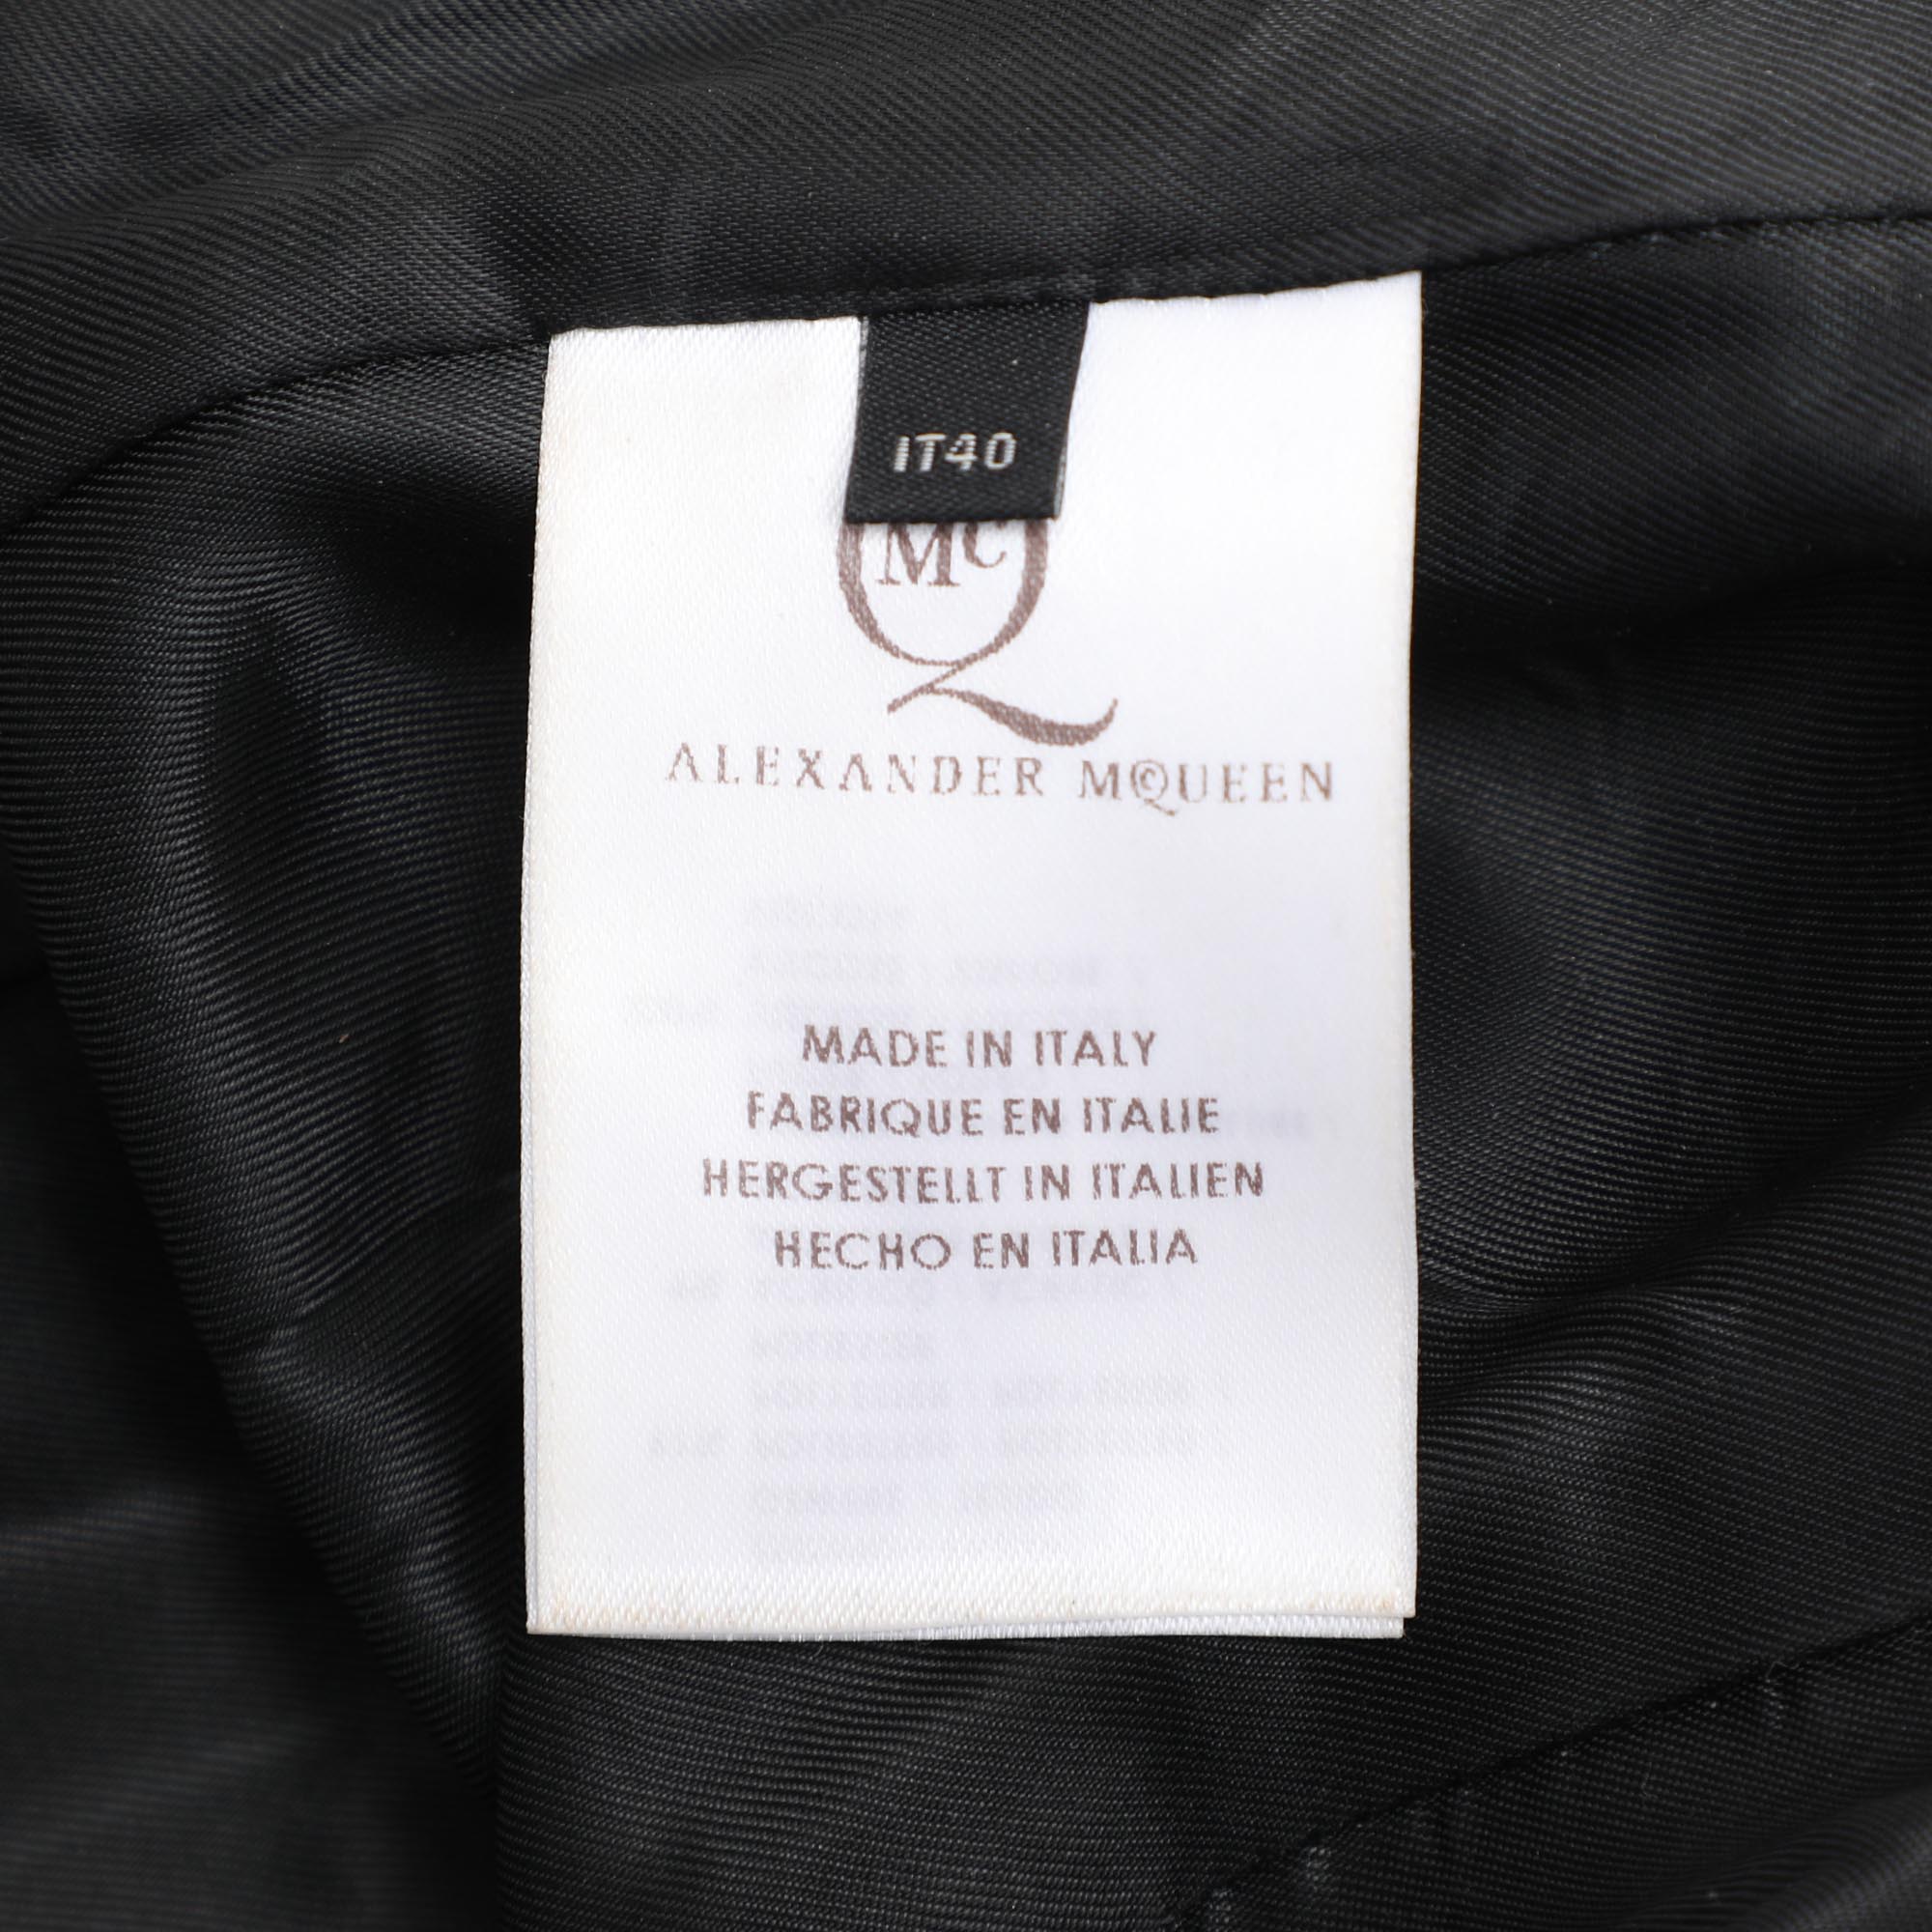 IT40
McQ
ALEXANDER MCQUEEN
MADE IN ITALY
FABRIQUE EN ITALIE
HERGESTELLT IN ITALIEN
HECHO EN ITALIA